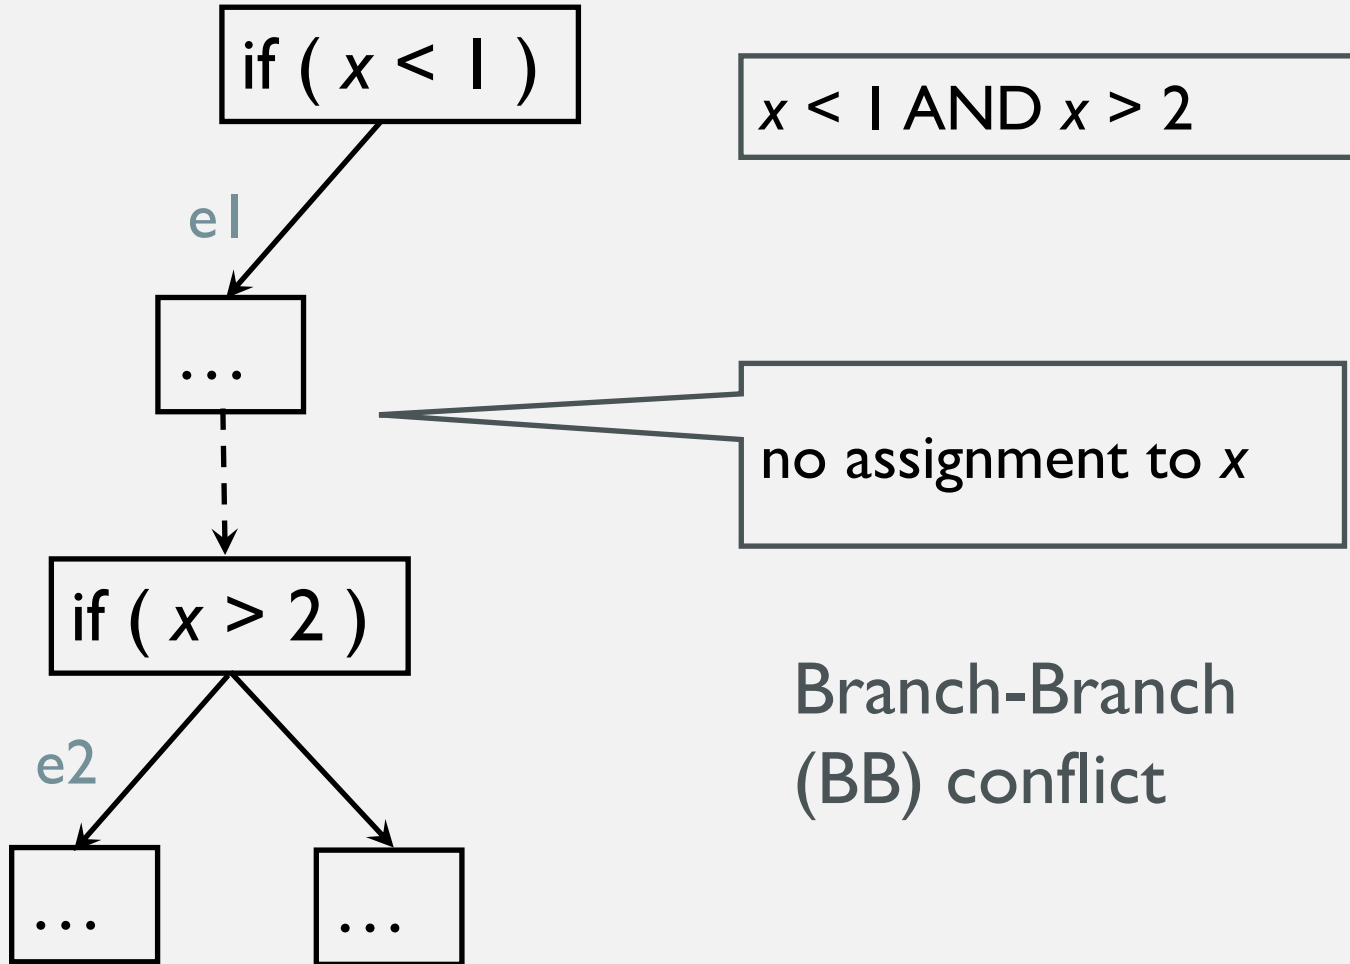 if ( x < 1 )
x < 1 AND x > 2
e1
...
no assignment to x
if ( x > 2 )
Branch-Branch
(BB) conflict
e2
...
...